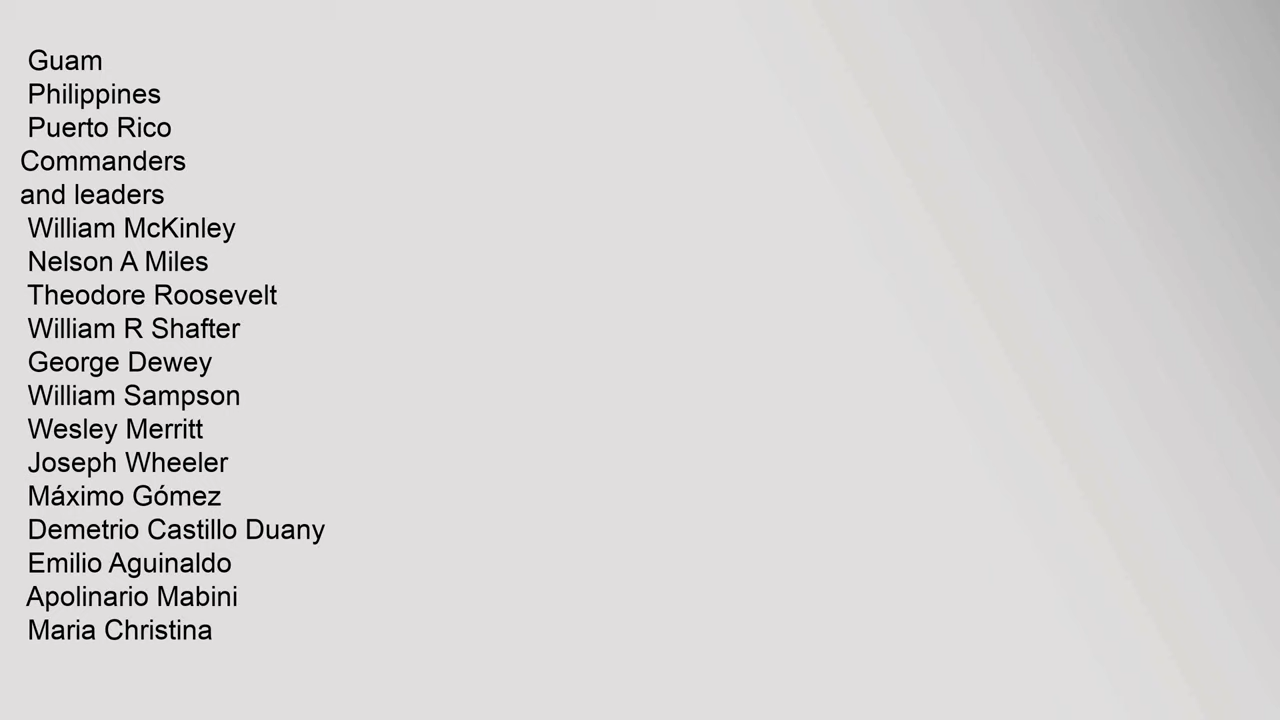 Guam
Philippines
Puerto Rico
Commanders
and leaders
William McKinley
Nelson A Miles
Theodore Roosevelt
William R Shafter
George Dewey
William Sampson
Wesley Merritt
Joseph Wheeler
Máximo Gómez
Demetrio Castillo Duany
Emilio Aguinaldo
Apolinario Mabini
Maria Christina